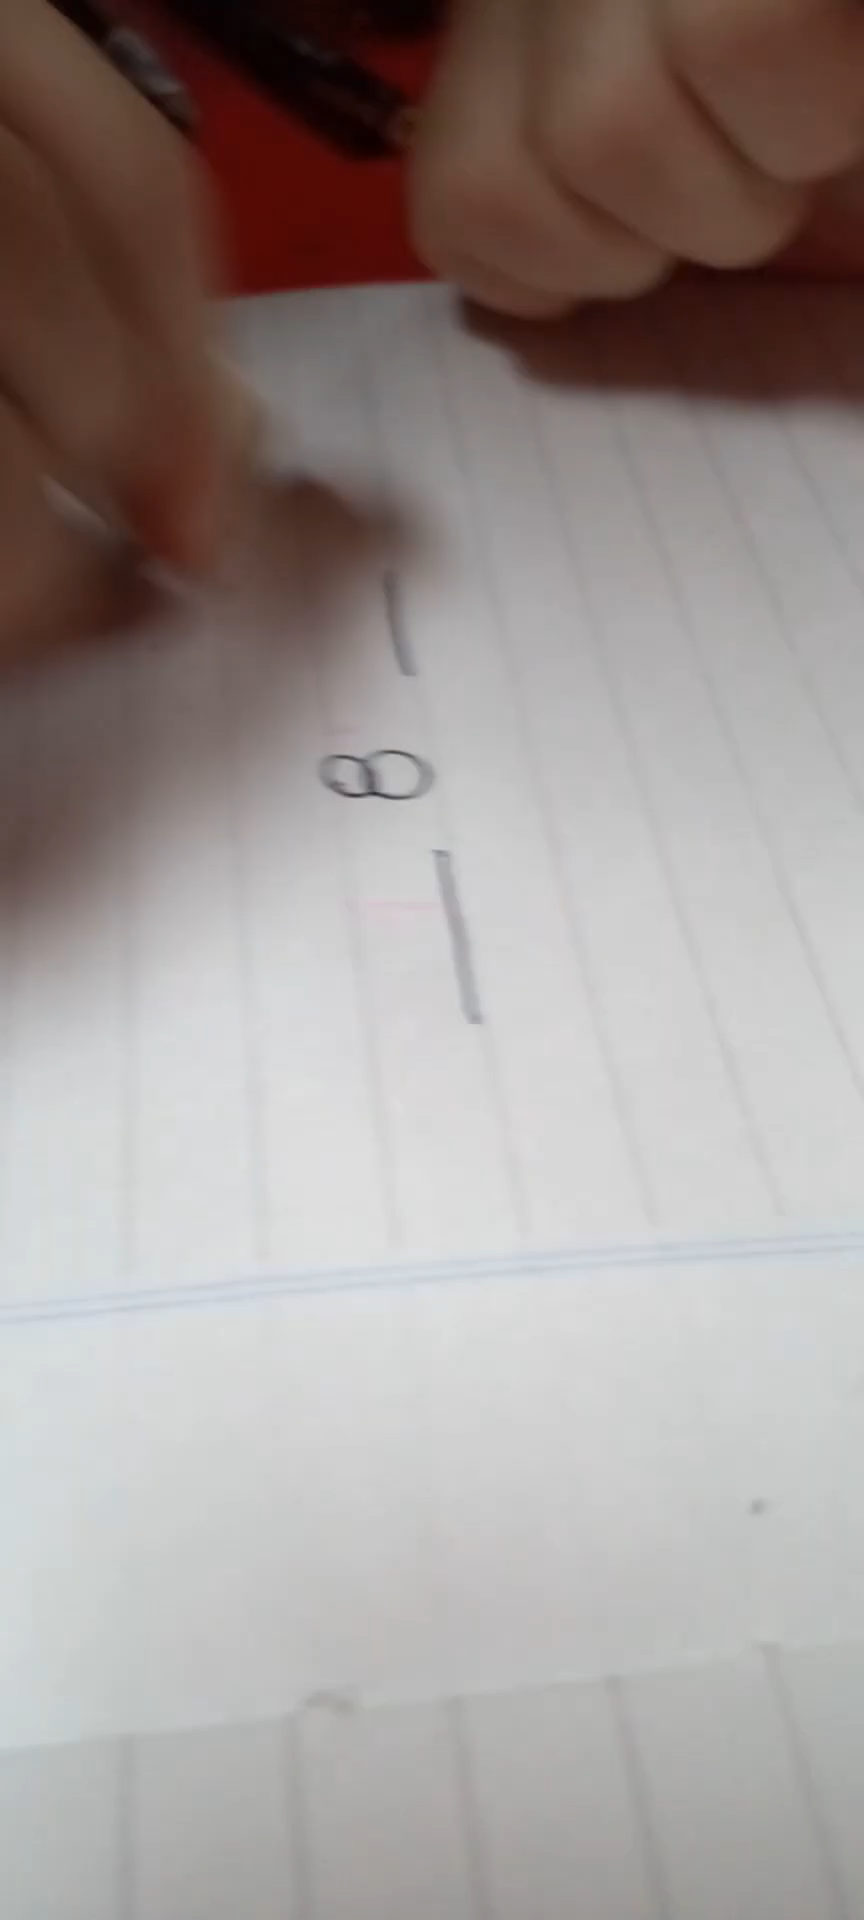 — 8 —